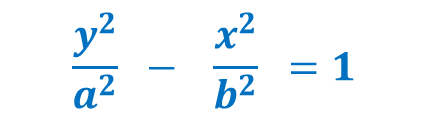 y²/a² − x²/b² = 1